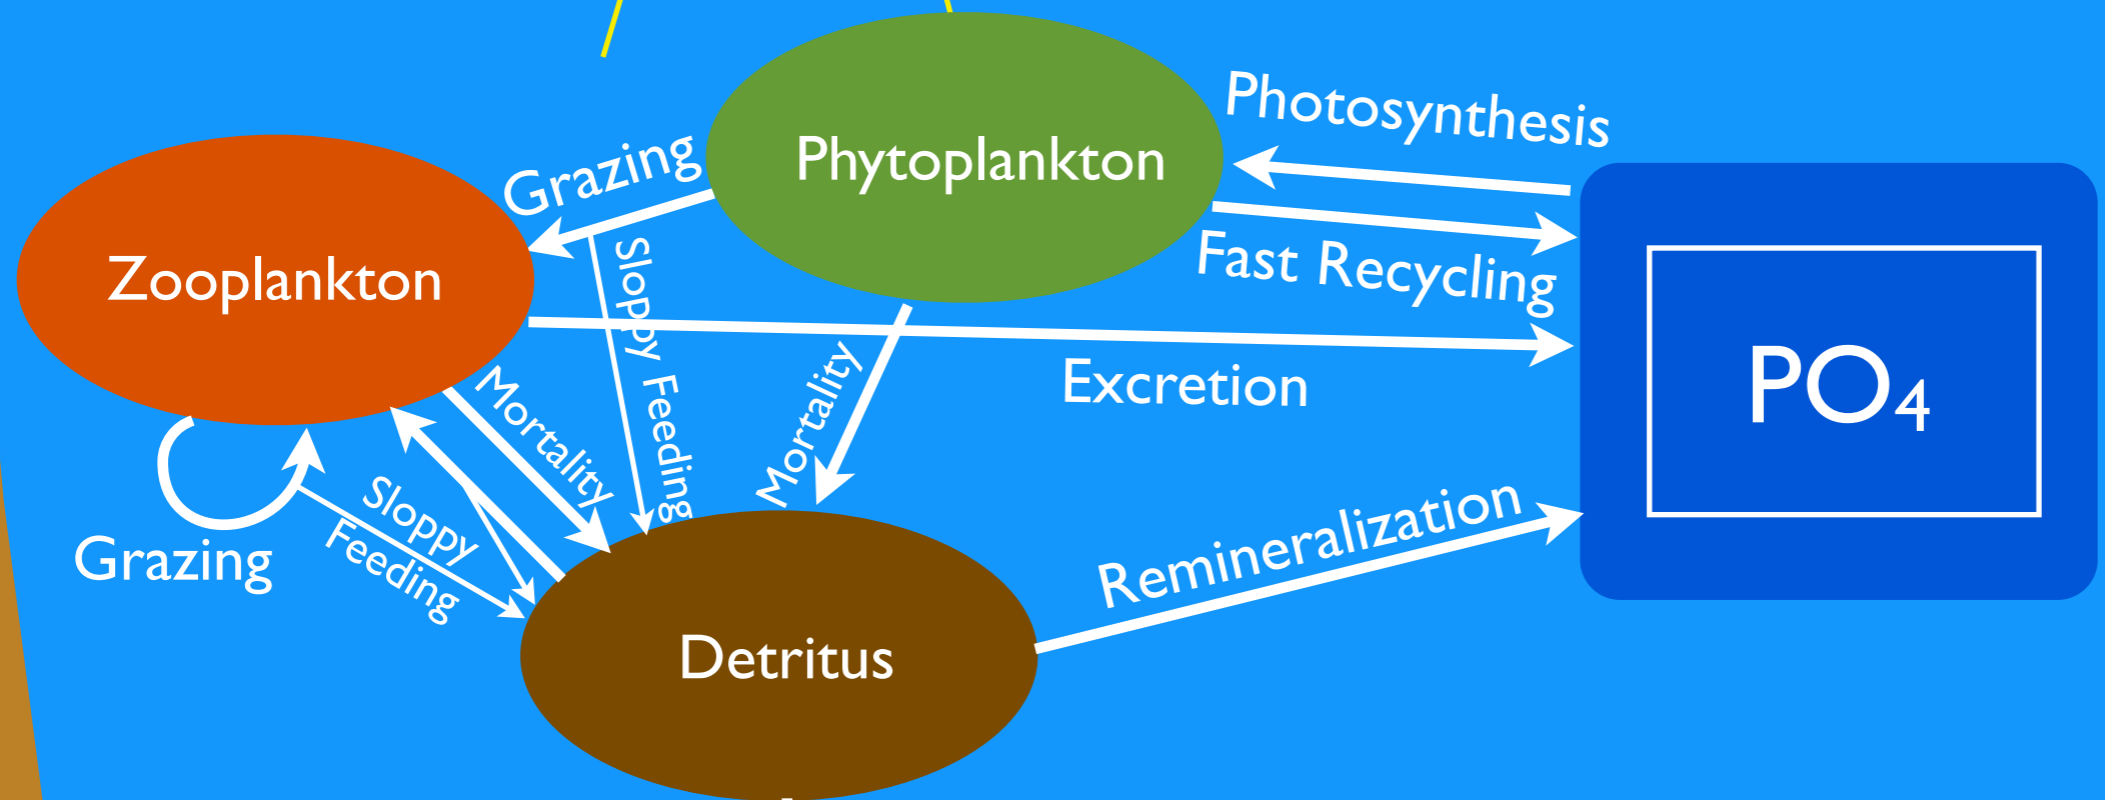 Photosynthesis
Phytoplankton
Grazing
Fast Recycling
Zooplankton
Sloppy Feeding
PO₄
Excretion
Mortality
Mortality
Sloppy
Feeding
Grazing
Remineralization
Detritus